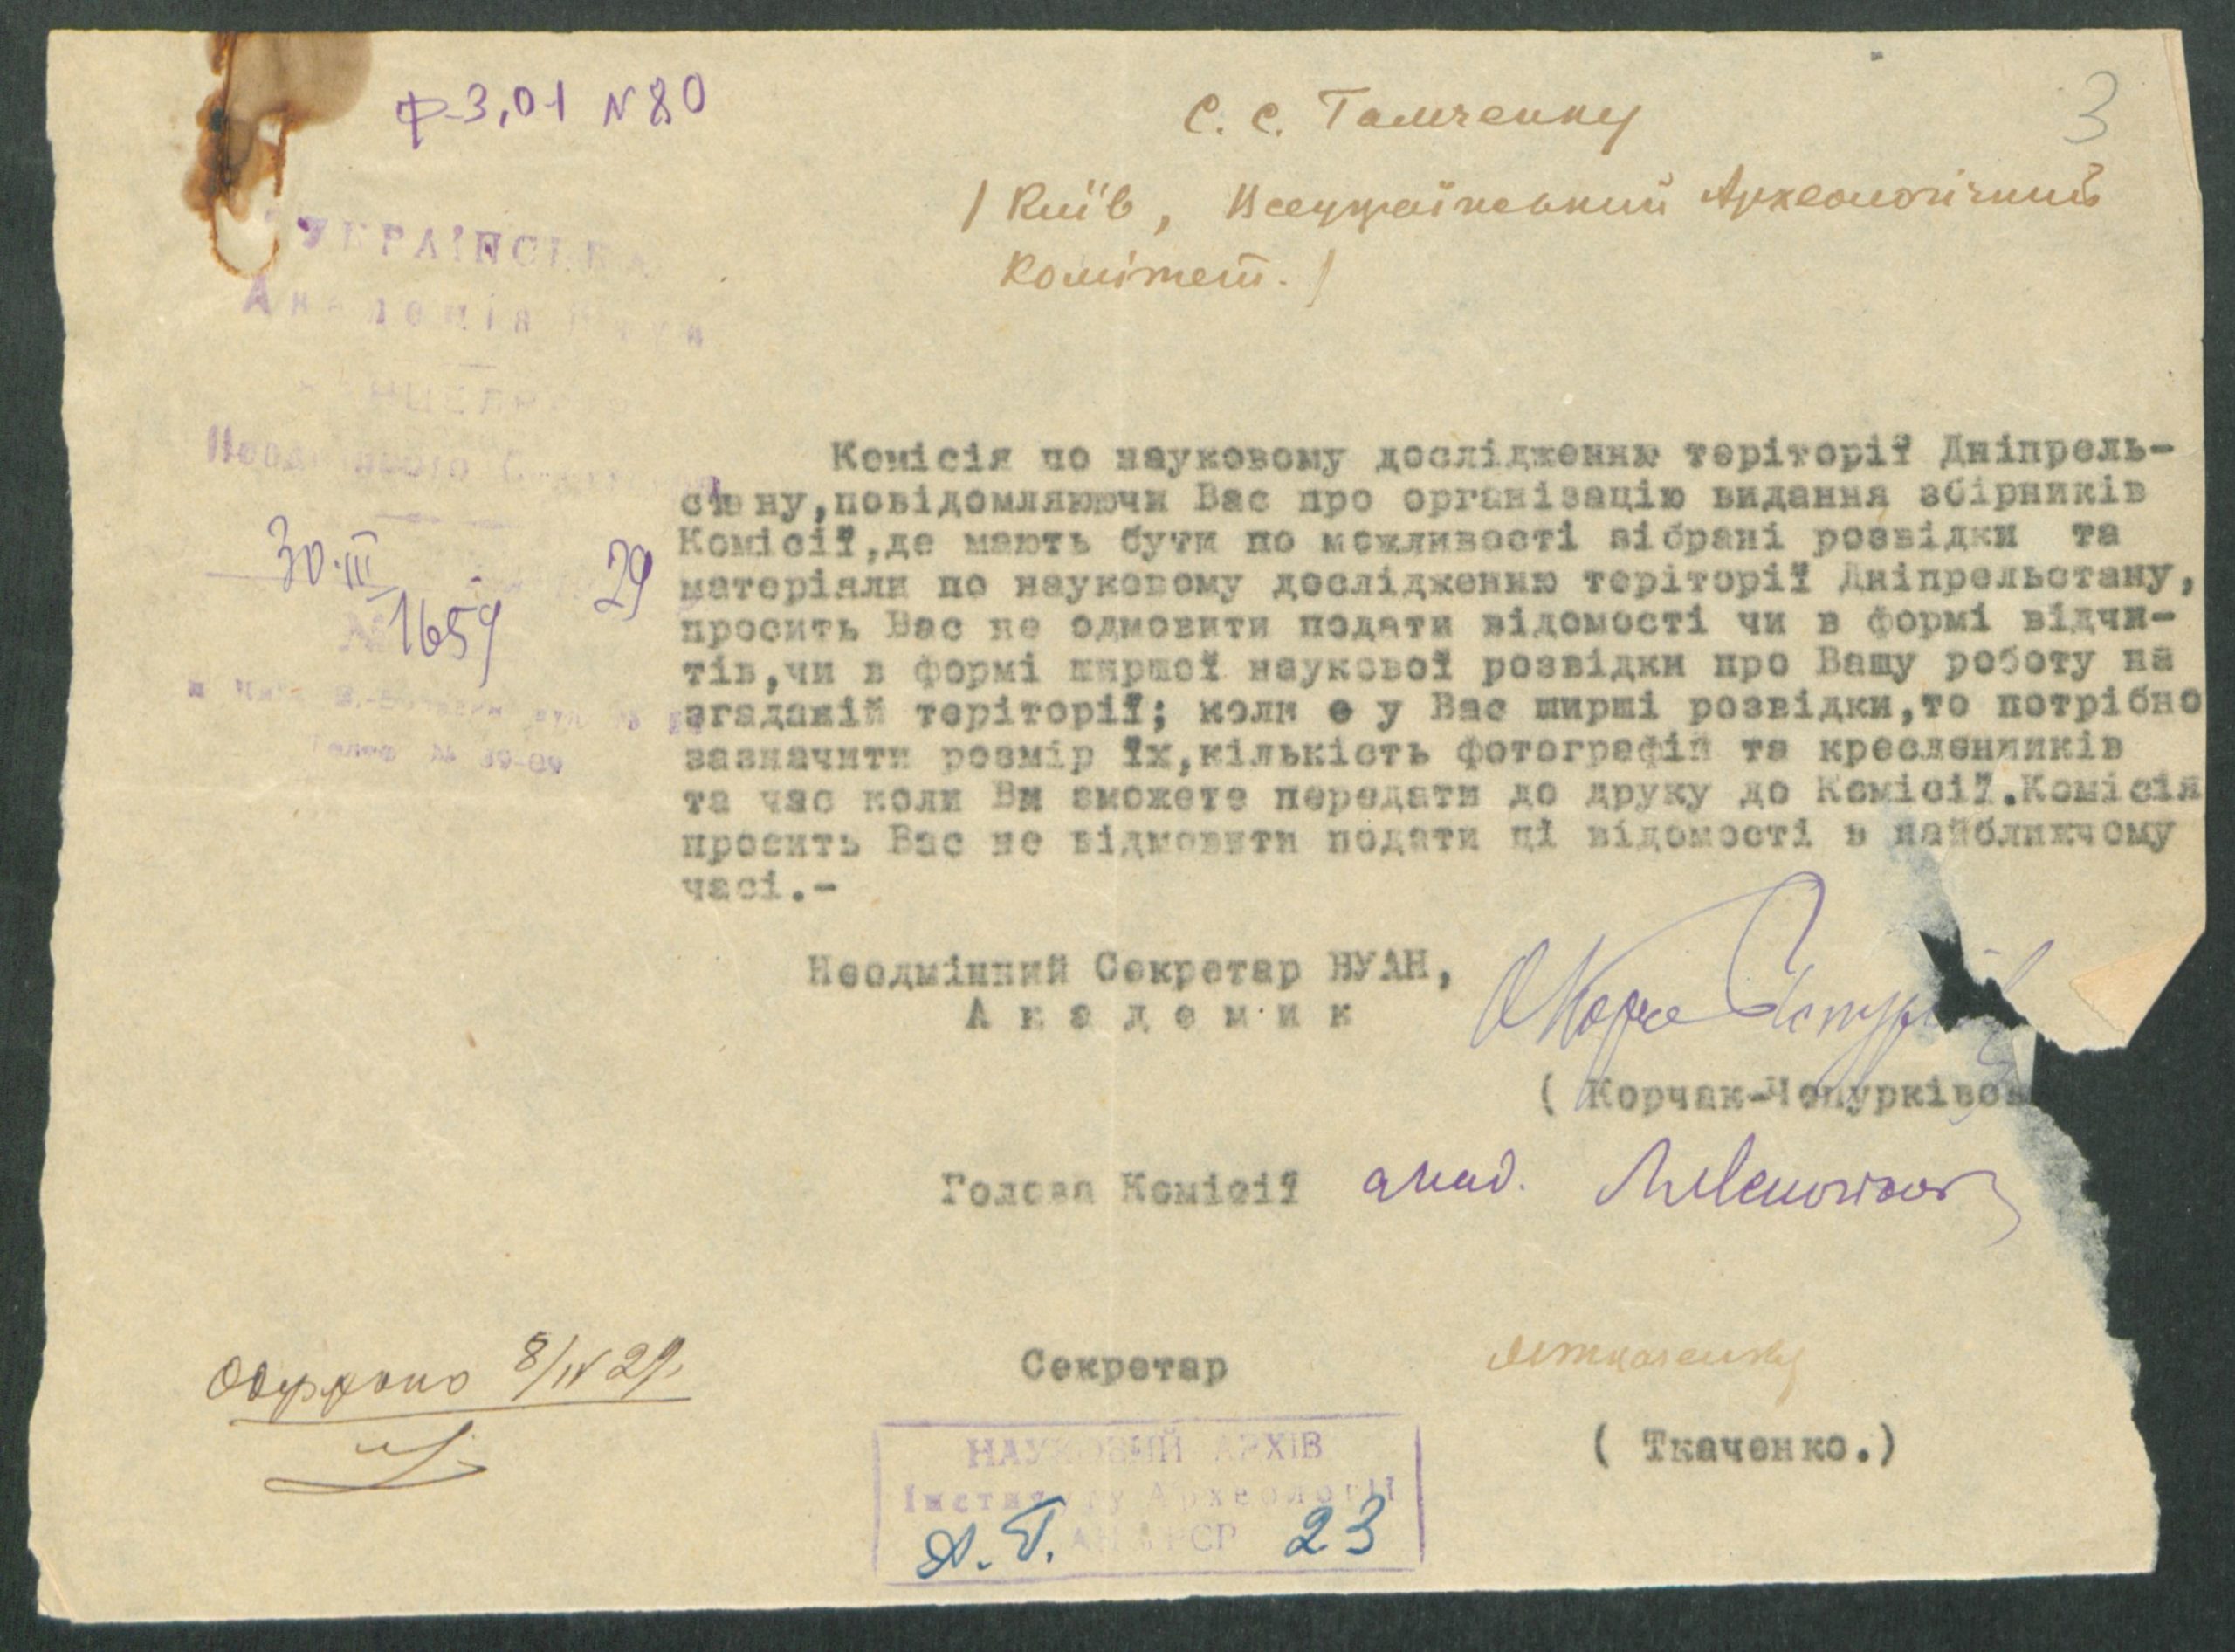 Ф-3,01 N 80
С. С. Гамченку
3
/ Київ, Всеукраїнський Археологічний
Комітет. /
УКРАЇНСЬКА
Академія Наук
30·III 29
№ 1659
Телеф № 39-89
Комісія по науковому дослідженню теріторії Дніпрель-
стану,повідомляючи Вас про організацію видання збірників
Комісії,де мають бути по можливості зібрані розвідки та
матеріяли по науковому дослідженню теріторії Дніпрельстану,
просить Вас не одмовити подати відомості чи в формі відчи-
тів,чи в формі ширшої наукової розвідки про Вашу роботу на
згаданій теріторії; коли є у Вас ширші розвідки,то потрібно
зазначити розмір їх,кількість фотографій та кресленників
та час коли Ви зможете передати до друку до Комісії.Комісія
просить Вас не відмовити подати ці відомості в найближчому
часі.-
Неодмінний Секретар ВУАН,
Академик
( Корчак-Чепурківськ
Голова Комісії акад.
Одержано 8/IV 29.
Секретар
( Ткаченко.)
НАУКОВИЙ АРХІВ
Інституту Археології
АН УРСР
23